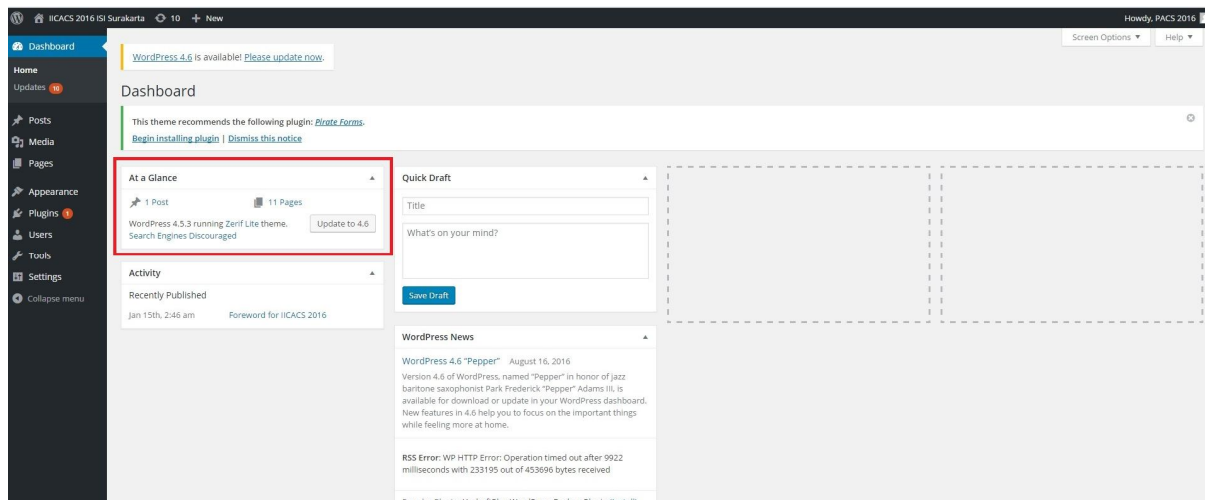 IICACS 2016 ISI Surakarta 10 + New
Howdy, PACS 2016
Screen Options ▼ Help ▼
Dashboard
Home
Updates 10
Posts
Media
Pages
Appearance
Plugins 1
Users
Tools
Settings
Collapse menu
WordPress 4.6 is available! Please update now.
Dashboard
This theme recommends the following plugin: Pirate Forms.
Begin installing plugin | Dismiss this notice
At a Glance
1 Post 11 Pages
WordPress 4.5.3 running Zerif Lite theme.
Update to 4.6
Search Engines Discouraged
Activity
Recently Published
Jan 15th, 2:46 am Foreword for IICACS 2016
Quick Draft
Title
What's on your mind?
Save Draft
WordPress News
WordPress 4.6 “Pepper” August 16, 2016
Version 4.6 of WordPress, named “Pepper” in honor of jazz
baritone saxophonist Park Frederick “Pepper” Adams III, is
available for download or update in your WordPress dashboard.
New features in 4.6 help you to focus on the important things
while feeling more at home.
RSS Error: WP HTTP Error: Operation timed out after 9922
milliseconds with 233195 out of 453696 bytes received